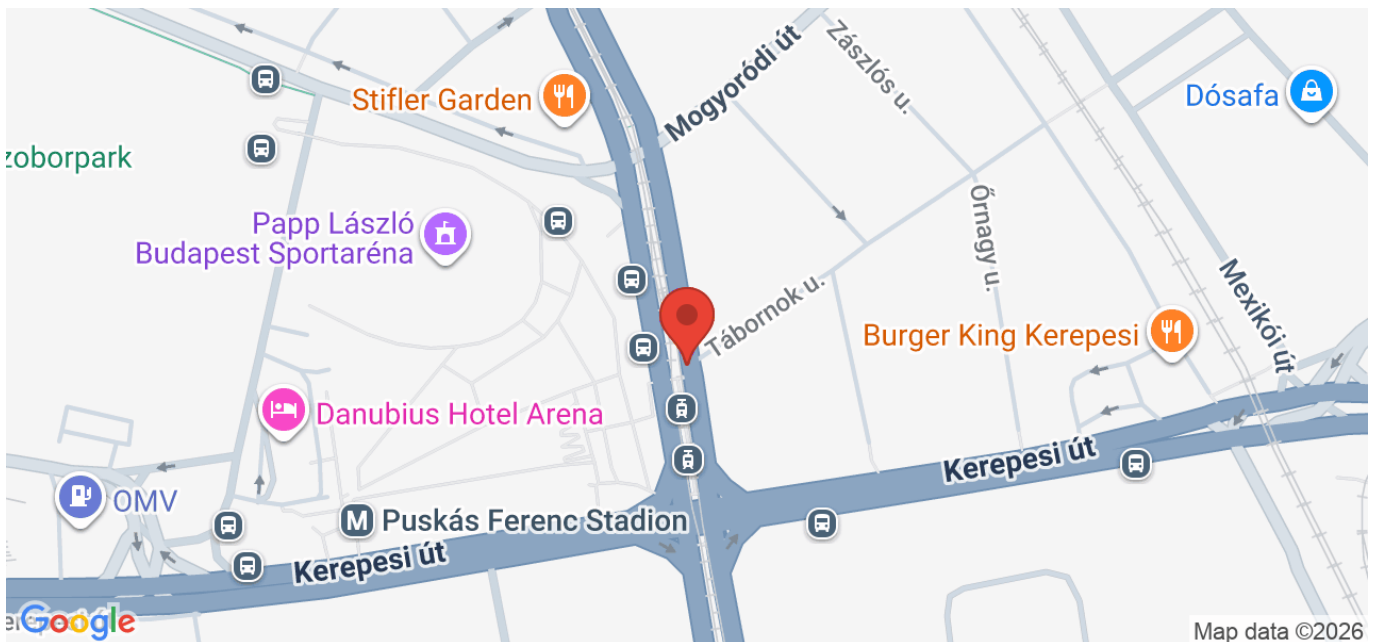 Mogyoródi út
Zászlós u.
Stifler Garden
Dósafa
zoborpark
Papp László
Budapest Sportaréna
Őrnagy u.
Tábornok u.
Mexikói út
Burger King Kerepesi
Danubius Hotel Arena
Kerepesi út
OMV
M
Puskás Ferenc Stadion
Kerepesi út
Google
Map data ©2026